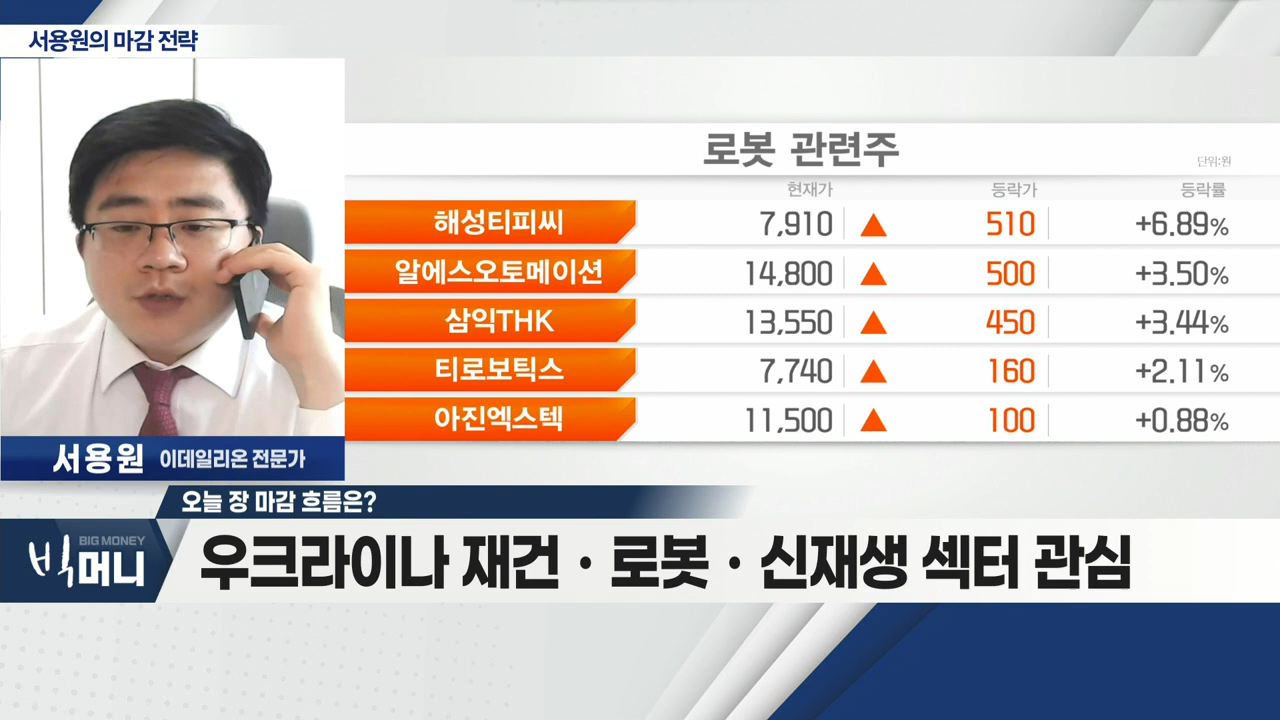 서용원의 마감 전략
로봇 관련주
단위:원
현재가 등락가 등락률
해성티피씨 7,910 ▲ 510 +6.89%
알에스오토메이션 14,800 ▲ 500 +3.50%
삼익THK 13,550 ▲ 450 +3.44%
티로보틱스 7,740 ▲ 160 +2.11%
아진엑스텍 11,500 ▲ 100 +0.88%
서용원 이데일리온 전문가
오늘 장 마감 흐름은?
BIG MONEY
빅머니
우크라이나 재건·로봇·신재생 섹터 관심